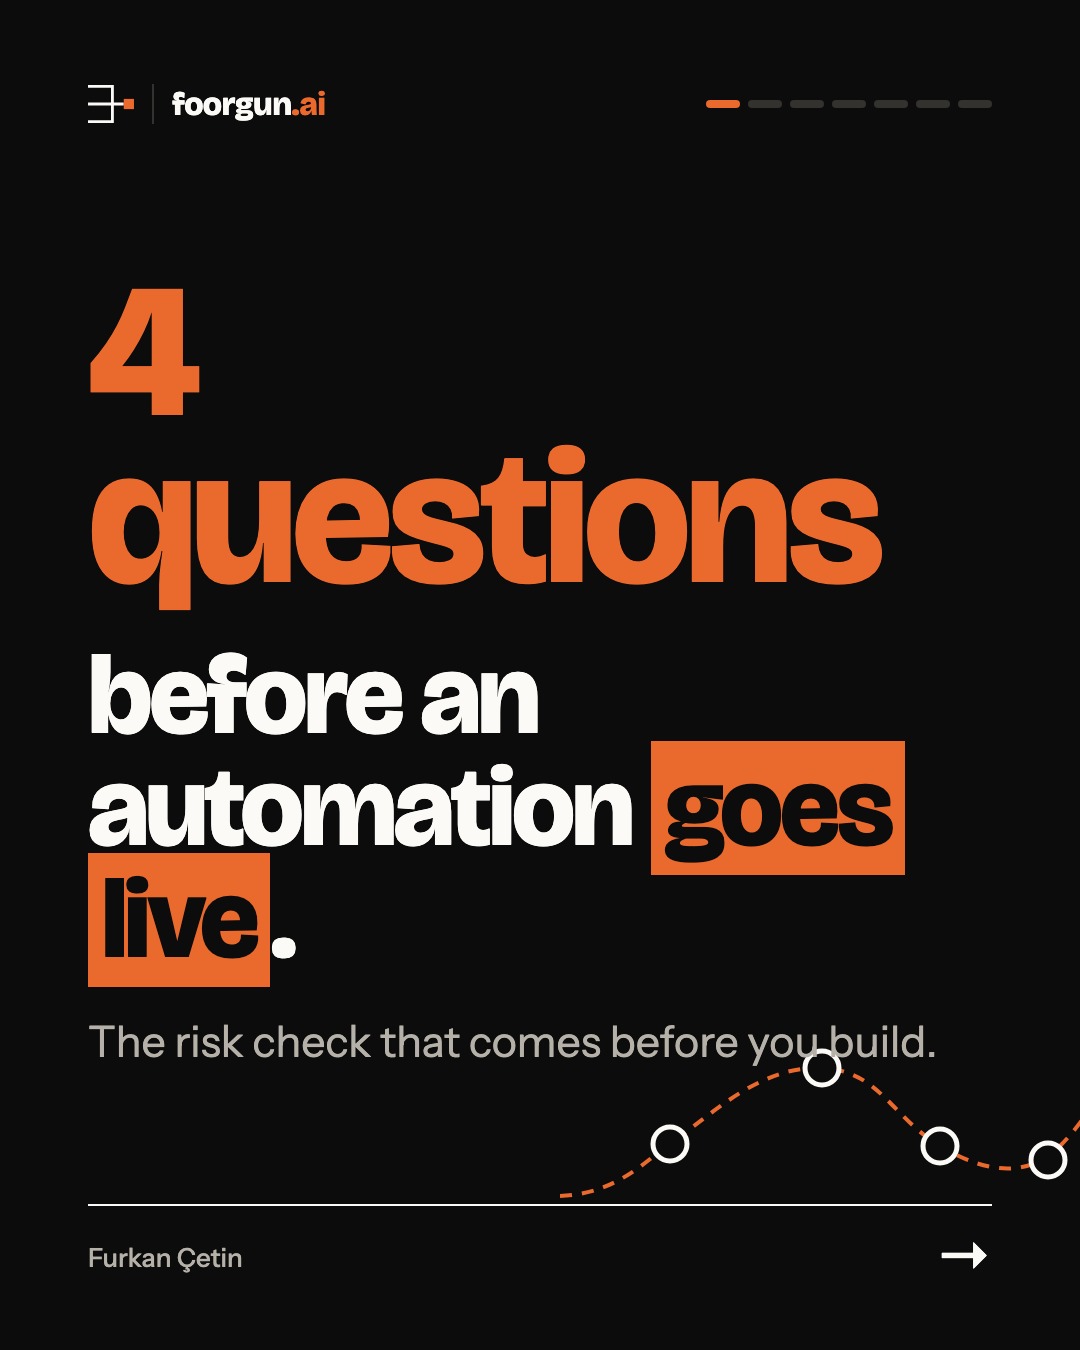 foorgun.ai
4
questions
before an
automation goes
live.
The risk check that comes before you build.
Furkan Çetin